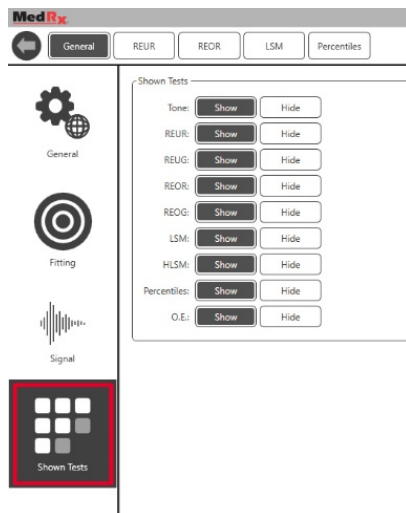 MedRx
General REUR REOR LSM Percentiles
Shown Tests
Tone: Show Hide
REUR: Show Hide
REUG: Show Hide
REOR: Show Hide
REOG: Show Hide
LSM: Show Hide
HLSM: Show Hide
Percentiles: Show Hide
O.E.: Show Hide
General
Fitting
Signal
Shown Tests